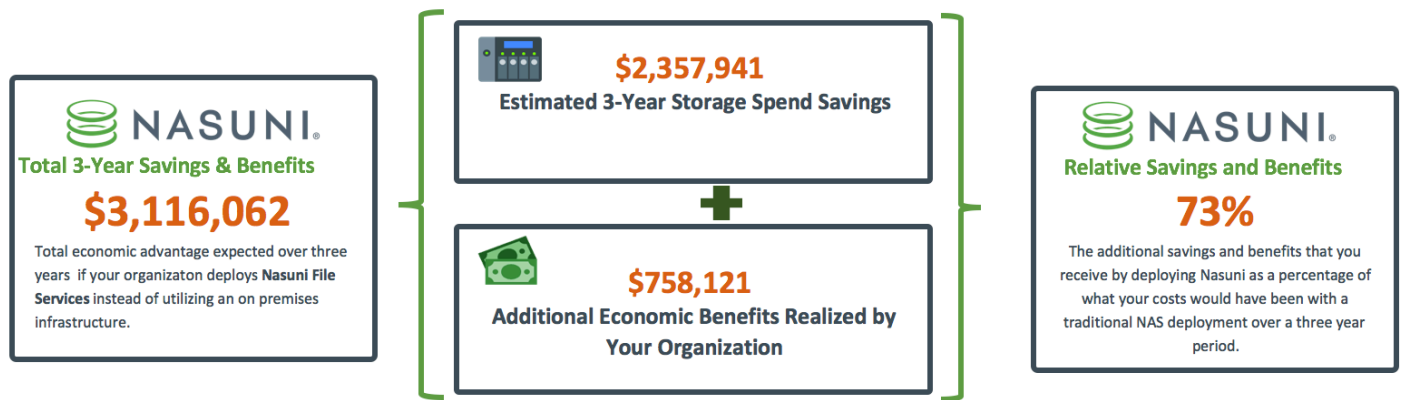 NASUNI®
Total 3-Year Savings & Benefits
$3,116,062
Total economic advantage expected over three
years if your organizaton deploys Nasuni File
Services instead of utilizing an on premises
infrastructure.
$2,357,941
Estimated 3-Year Storage Spend Savings
$758,121
Additional Economic Benefits Realized by
Your Organization
NASUNI®
Relative Savings and Benefits
73%
The additional savings and benefits that you
receive by deploying Nasuni as a percentage of
what your costs would have been with a
traditional NAS deployment over a three year
period.